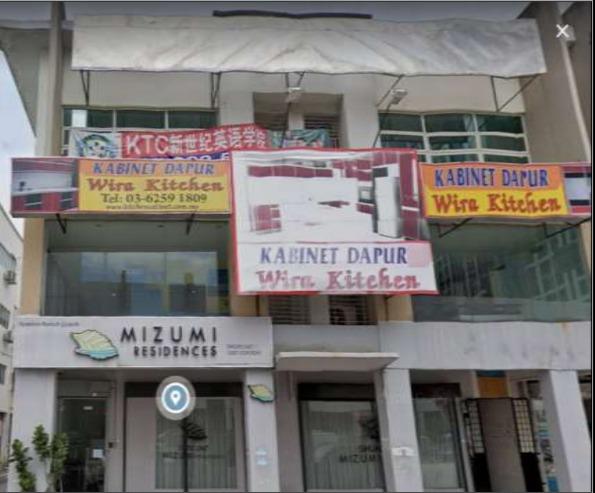 KTC新世纪英语学院
KABINET DAPUR
Wira Kitchen
Tel: 03-6259 1809
KABINET DAPUR
Wira Kitchen
KABINET DAPUR
Wira Kitchen
MIZUMI
RESIDENCES
MIZUMI